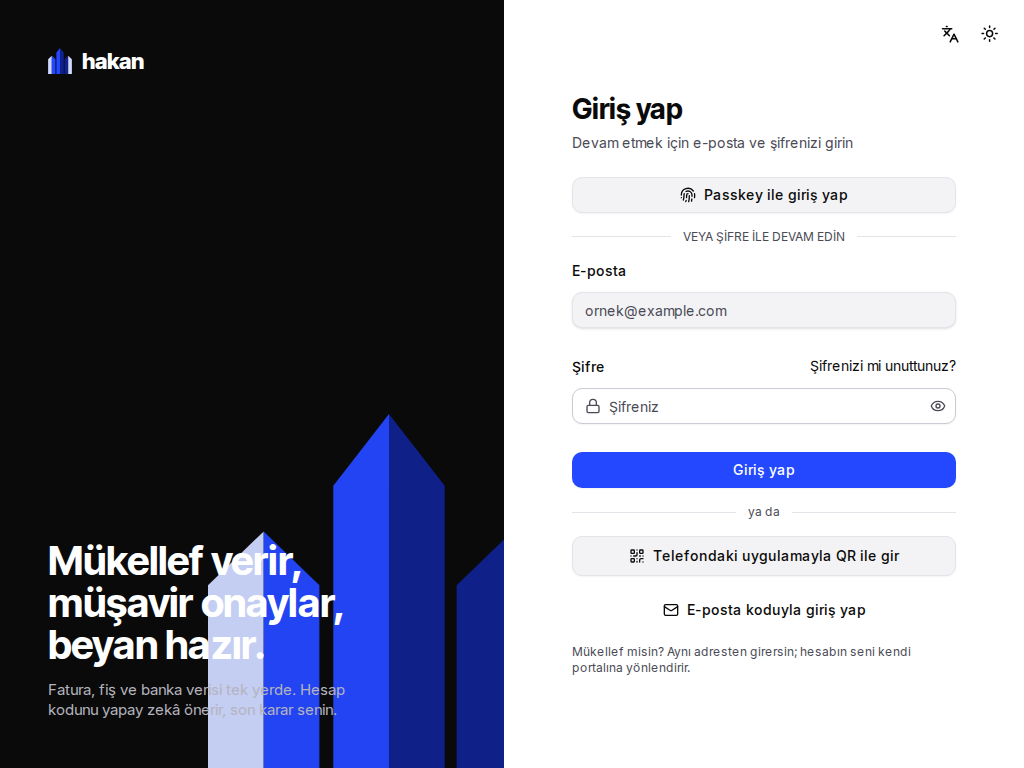 hakan
Mükellef verir,
müşavir onaylar,
beyan hazır.
Fatura, fiş ve banka verisi tek yerde. Hesap
kodunu yapay zekâ önerir, son karar senin.
Giriş yap
Devam etmek için e-posta ve şifrenizi girin
Passkey ile giriş yap
VEYA ŞİFRE İLE DEVAM EDİN
E-posta
ornek@example.com
Şifre
Şifrenizi mi unuttunuz?
Şifreniz
Giriş yap
ya da
Telefondaki uygulamayla QR ile gir
E-posta koduyla giriş yap
Mükellef misin? Aynı adresten girersin; hesabın seni kendi
portalına yönlendirir.